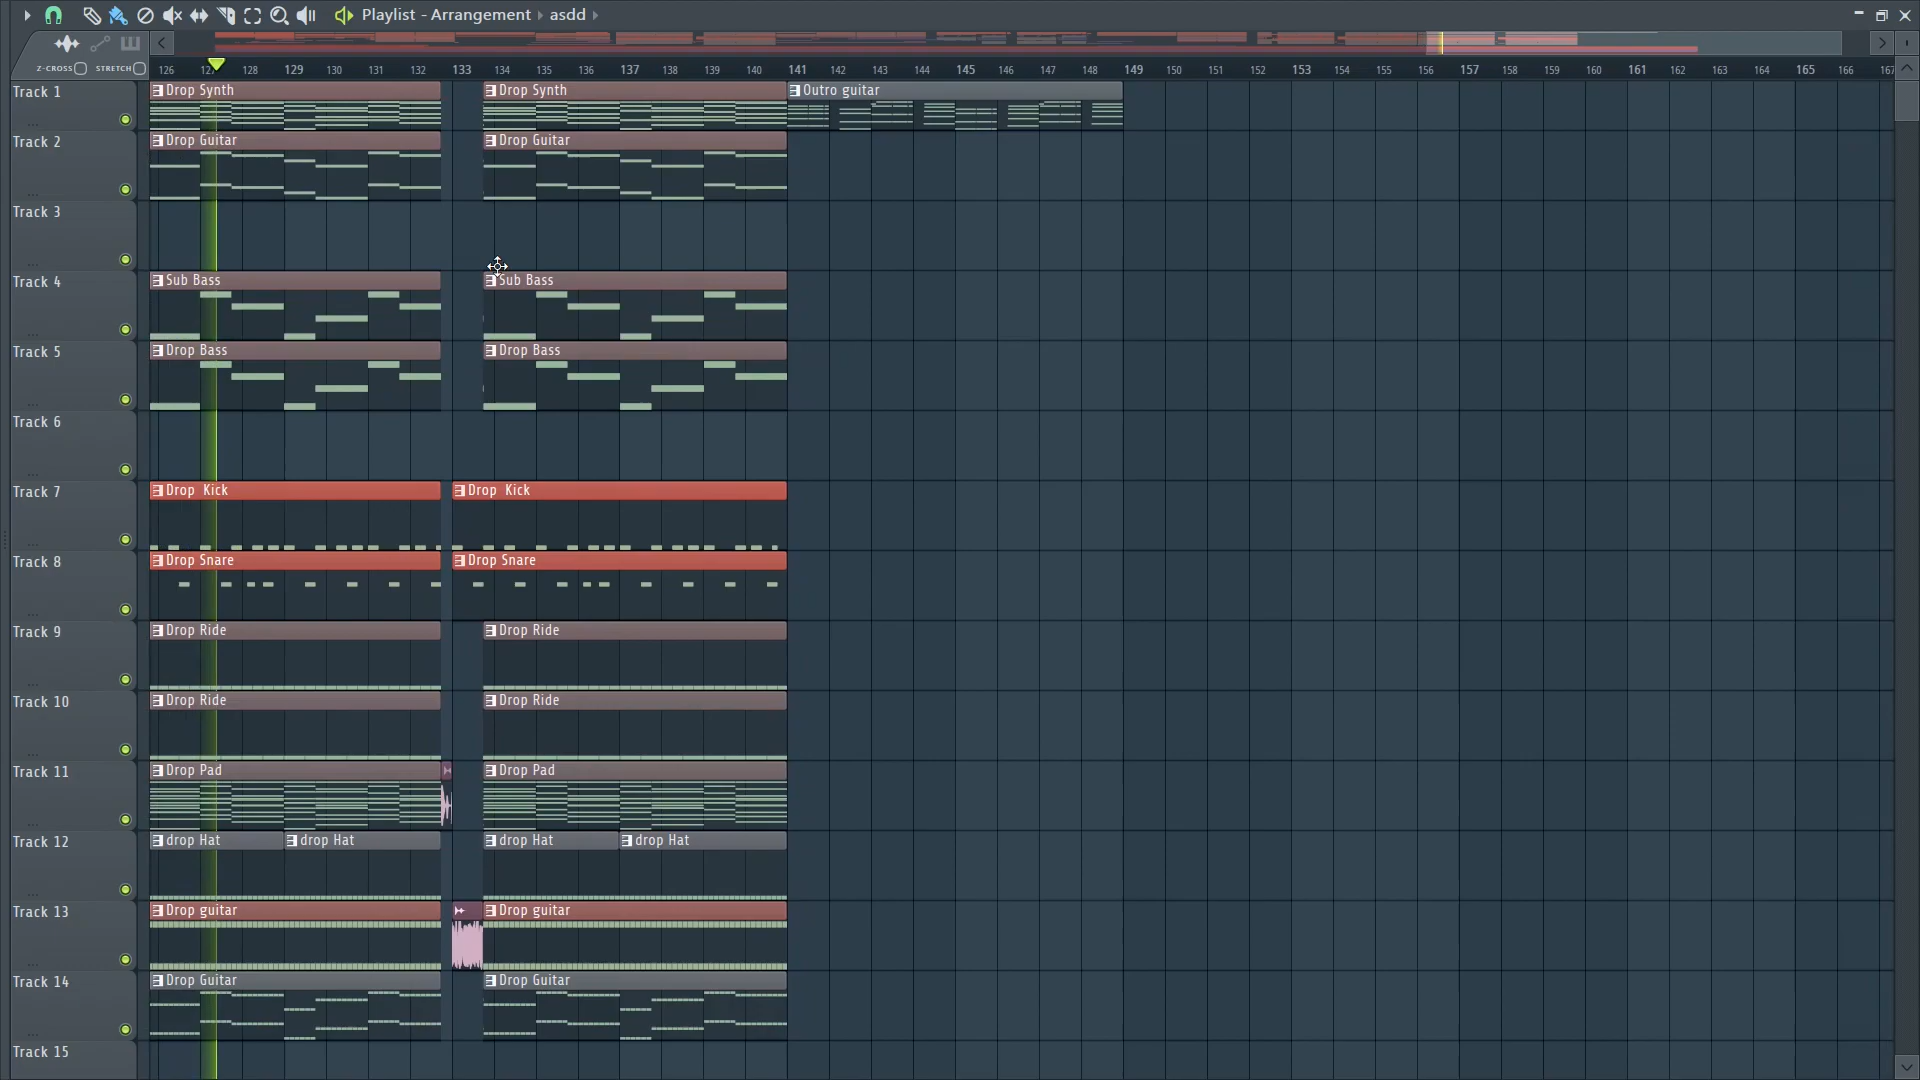 Playlist - Arrangement asdd
Z-CROSS STRETCH
126 127 128 129 130 131 132 133 134 135 136 137 138 139 140 141 142 143 144 145 146 147 148 149 150 151 152 153 154 155 156 157 158 159 160 161 162 163 164 165 166 167
Track 1 Drop Synth Drop Synth Outro guitar
Track 2 Drop Guitar Drop Guitar
Track 3
Track 4 Sub Bass Sub Bass
Track 5 Drop Bass Drop Bass
Track 6
Track 7 Drop Kick Drop Kick
Track 8 Drop Snare Drop Snare
Track 9 Drop Ride Drop Ride
Track 10 Drop Ride Drop Ride
Track 11 Drop Pad Drop Pad
Track 12 drop Hat drop Hat drop Hat drop Hat
Track 13 Drop guitar Drop guitar
Track 14 Drop Guitar Drop Guitar
Track 15